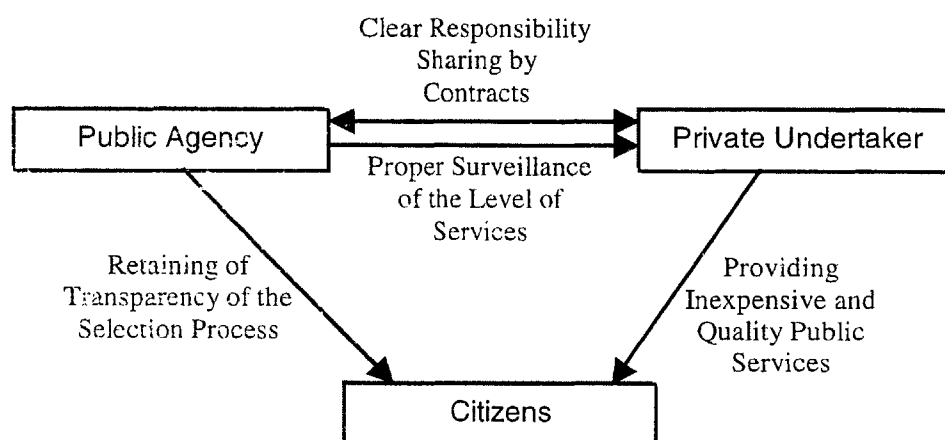 Clear Responsibility
Sharing by
Contracts
Public Agency
Private Undertaker
Proper Surveillance
of the Level of
Services
Retaining of
Transparency of the
Selection Process
Providing
Inexpensive and
Quality Public
Services
Citizens